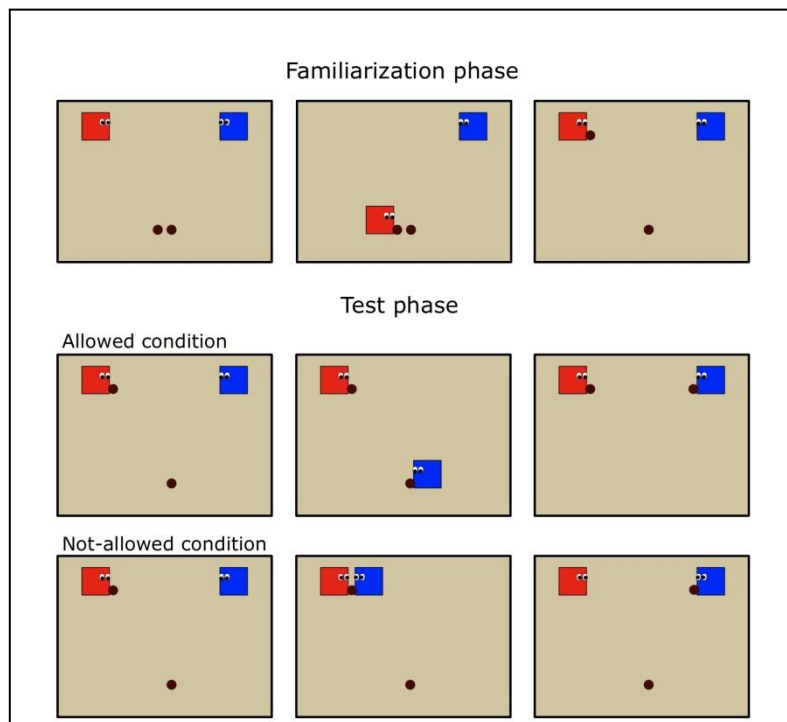 Familiarization phase
Test phase
Allowed condition
Not-allowed condition